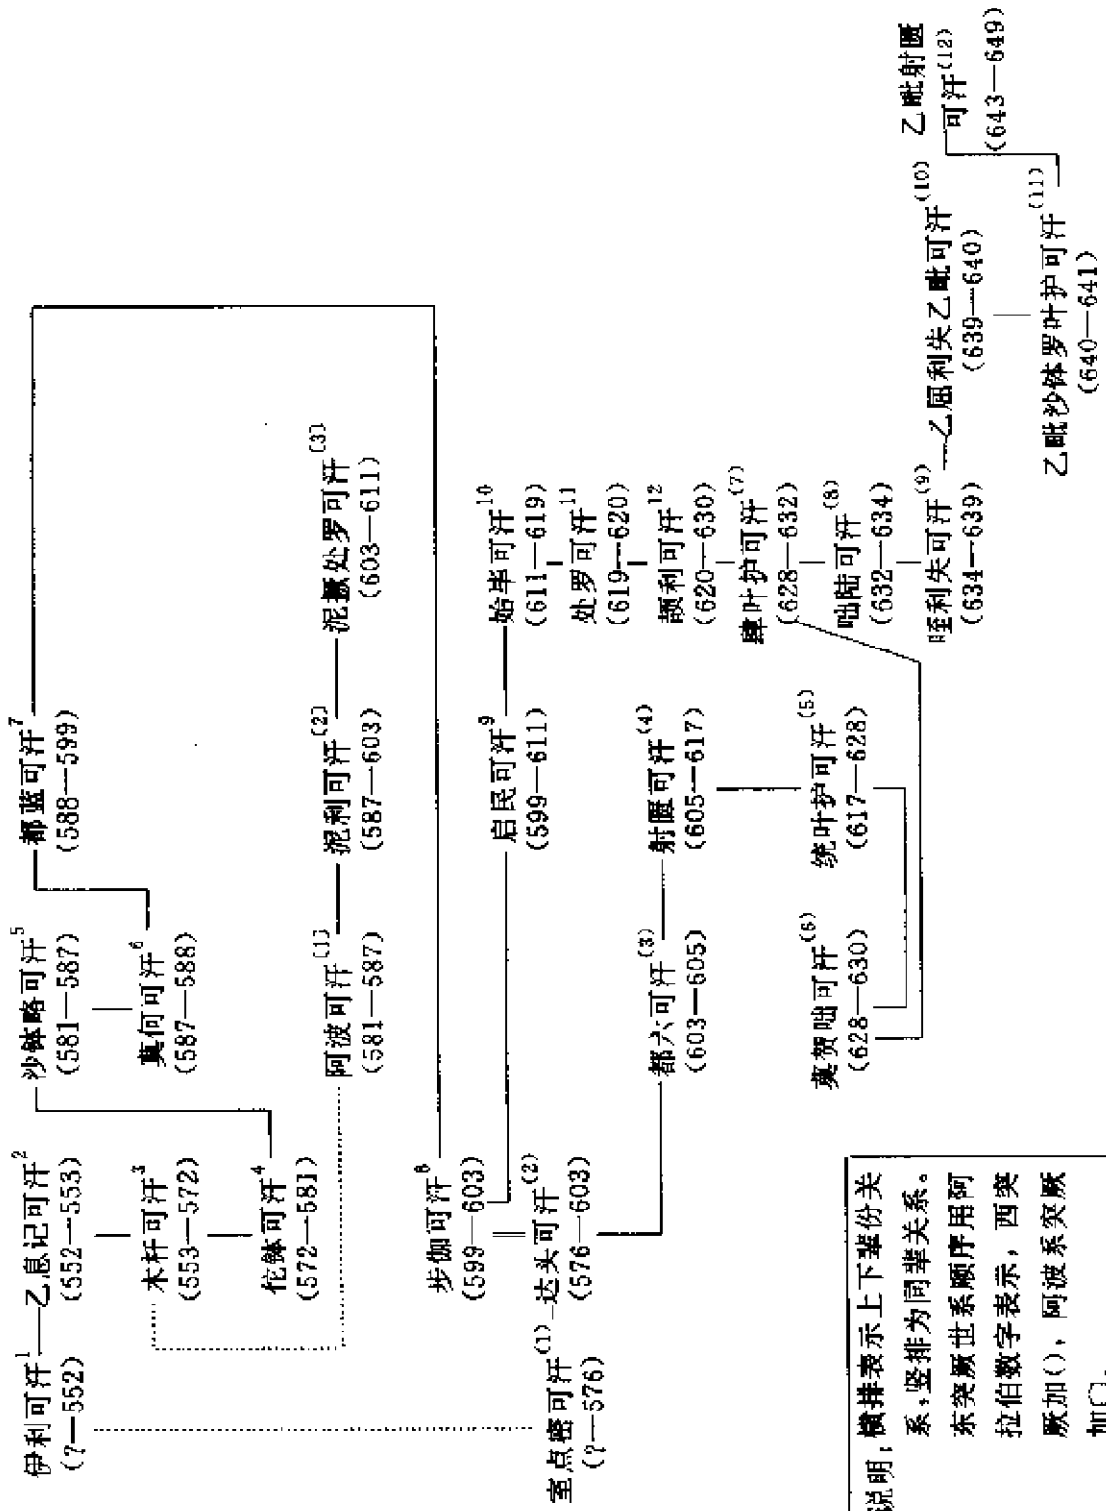 伊利可汗1——乙息记可汗2
(?—552)
(552—553)
木杆可汗3
(553—572)
佗钵可汗4
(572—581)
沙钵略可汗5
(581—587)
莫何可汗6
(587—588)
都蓝可汗7
(588—599)
阿波可汗[1]
(581—587)
泥利可汗[2]
(587—603)
泥撅处罗可汗[3]
(603—611)
步伽可汗8
(599—603)
启民可汗9
(599—611)
始毕可汗10
(611—619)
处罗可汗11
(619—620)
颉利可汗12
(620—630)
室点密可汗(1)
(?—576)
达头可汗(2)
(576—603)
都六可汗(3)
(603—605)
射匮可汗(4)
(605—617)
统叶护可汗(5)
(617—628)
莫贺咄可汗(6)
(628—630)
肆叶护可汗(7)
(628—632)
咄陆可汗(8)
(632—634)
咥利失可汗(9)
(634—639)
乙屈利失乙毗可汗(10)
(639—640)
乙毗沙钵罗叶护可汗(11)
(640—641)
乙毗射匮
可汗(12)
(643—649)
说明:横排表示上下辈份关
系,竖排为同辈关系。
东突厥世系顺序用阿
拉伯数字表示,西突
厥加(),阿波系突厥
加[]。